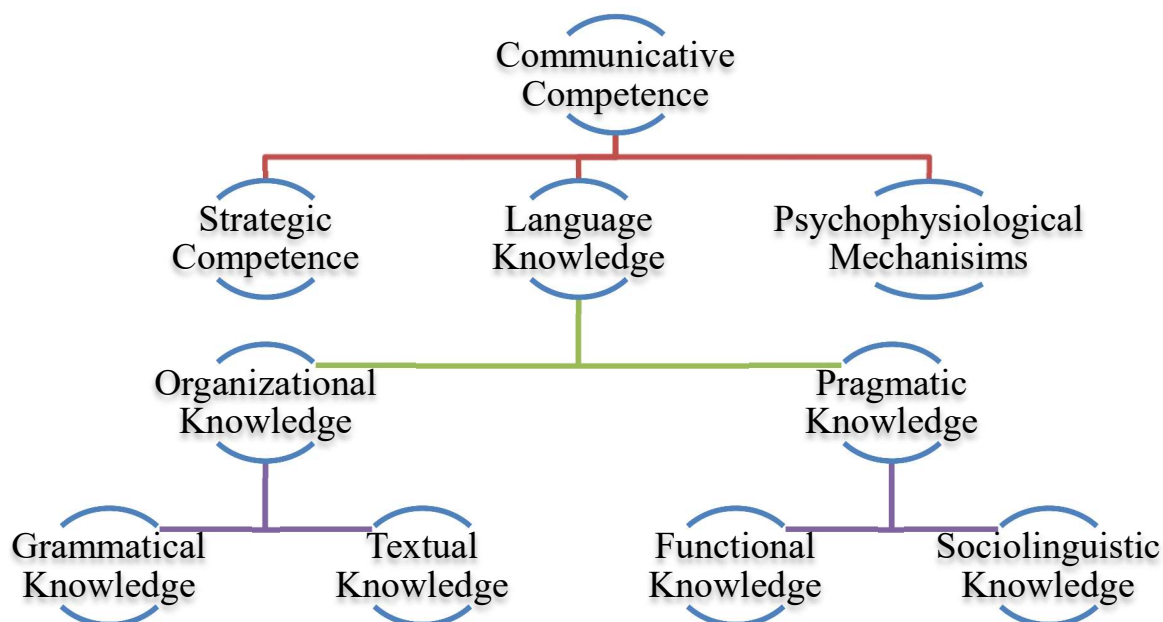 Communicative
Competence
Strategic
Competence
Language
Knowledge
Psychophysiological
Mechanisims
Organizational
Knowledge
Pragmatic
Knowledge
Grammatical
Knowledge
Textual
Knowledge
Functional
Knowledge
Sociolinguistic
Knowledge